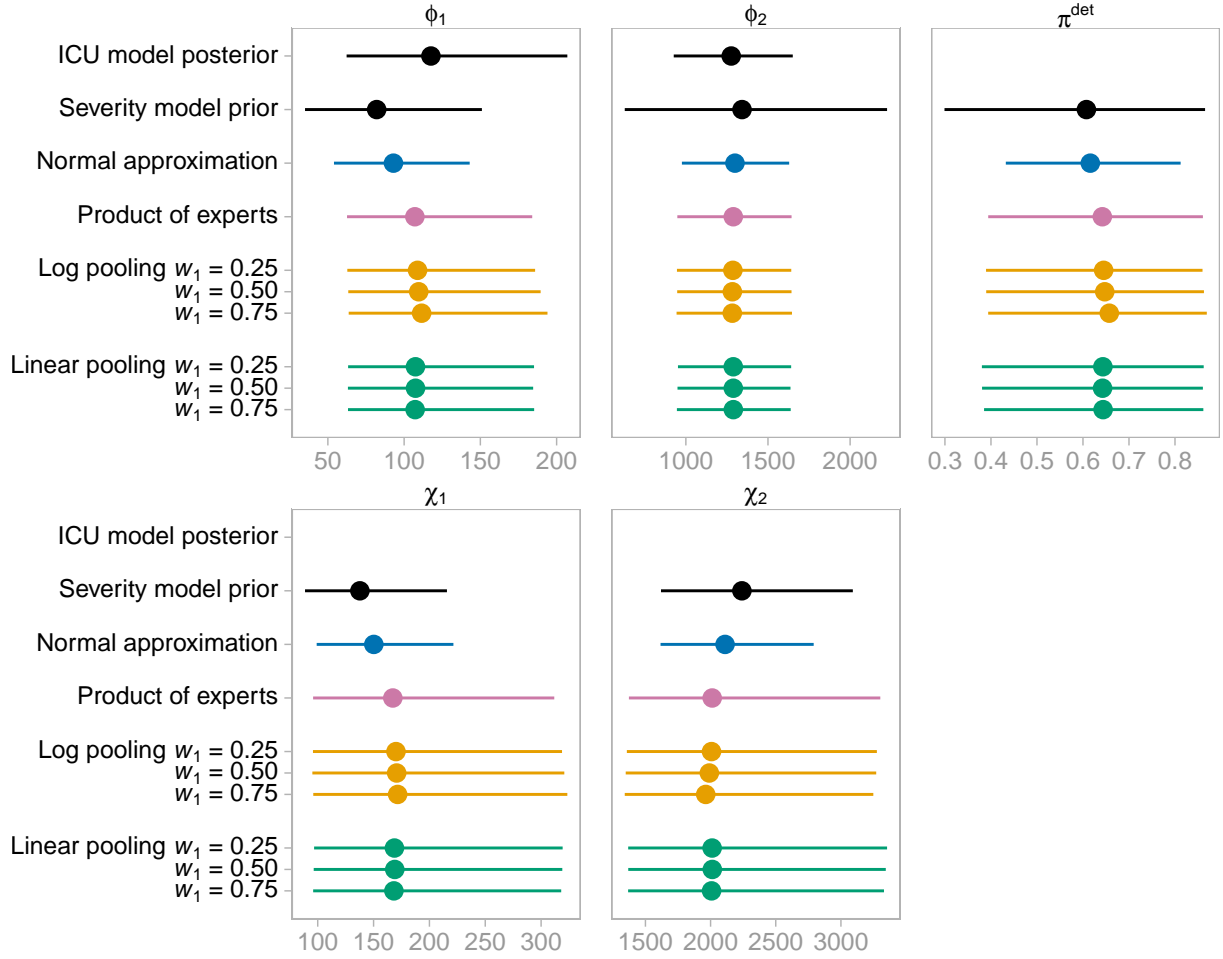 ϕ₁ ϕ₂ π^det
ICU model posterior
Severity model prior
Normal approximation
Product of experts
Log pooling w₁ = 0.25
w₁ = 0.50
w₁ = 0.75
Linear pooling w₁ = 0.25
w₁ = 0.50
w₁ = 0.75
50 100 150 200 1000 1500 2000 0.3 0.4 0.5 0.6 0.7 0.8
χ₁ χ₂
ICU model posterior
Severity model prior
Normal approximation
Product of experts
Log pooling w₁ = 0.25
w₁ = 0.50
w₁ = 0.75
Linear pooling w₁ = 0.25
w₁ = 0.50
w₁ = 0.75
100 150 200 250 300 1500 2000 3000